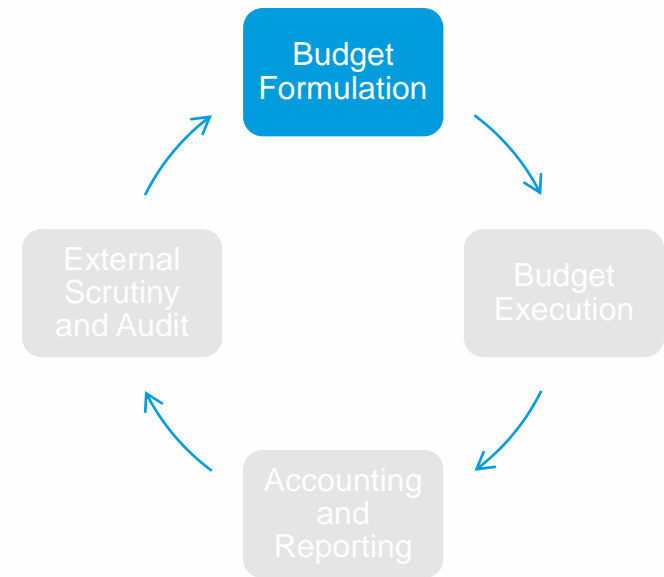 Budget
Formulation
Budget
Execution
Accounting
and
Reporting
External
Scrutiny
and Audit